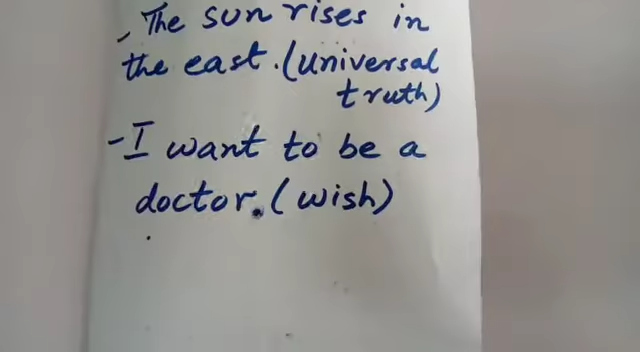 - The sun rises in
the east. (universal
truth)
- I want to be a
doctor. (wish)